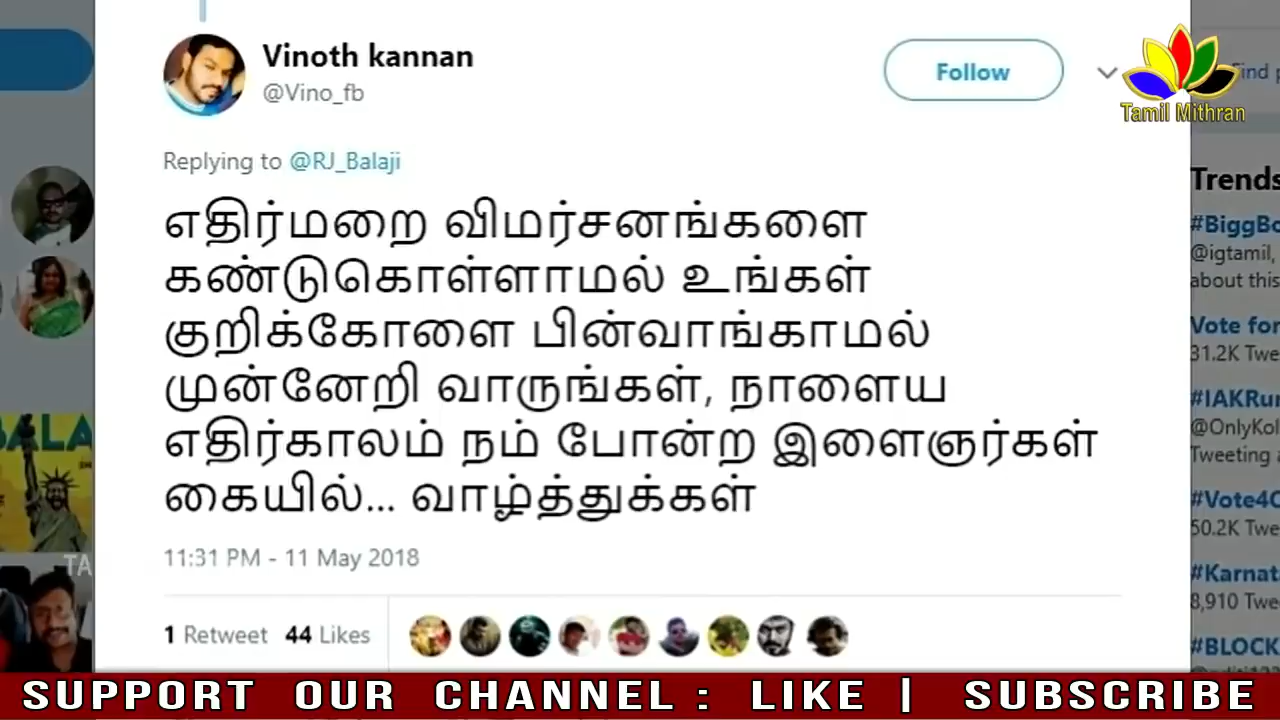 Vinoth kannan
@Vino_fb
Follow
Tamil Mithran
Find p
Replying to @RJ_Balaji
எதிர்மறை விமர்சனங்களை
கண்டுகொள்ளாமல் உங்கள்
குறிக்கோளை பின்வாங்காமல்
முன்னேறி வாருங்கள், நாளைய
எதிர்காலம் நம் போன்ற இளைஞர்கள்
கையில்... வாழ்த்துக்கள்
11:31 PM - 11 May 2018
1 Retweet 44 Likes
Trends
#BiggBo
@igtamil,
about this
Vote for
31.2K Twe
#IAKRun
@OnlyKol
Tweeting a
#Vote4C
50.2K Twe
#Karnat
8,910 Twe
#BLOCK
BALA
TA
SUPPORT OUR CHANNEL : LIKE | SUBSCRIBE